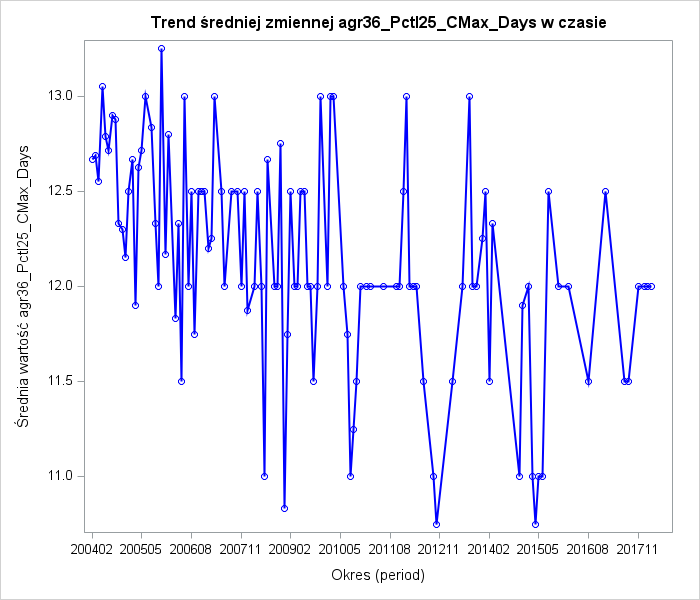 Trend średniej zmiennej agr36_Pctl25_CMax_Days w czasie
Średnia wartość agr36_Pctl25_CMax_Days
13.0
12.5
12.0
11.5
11.0
200402 200505 200608 200711 200902 201005 201108 201211 201402 201505 201608 201711
Okres (period)